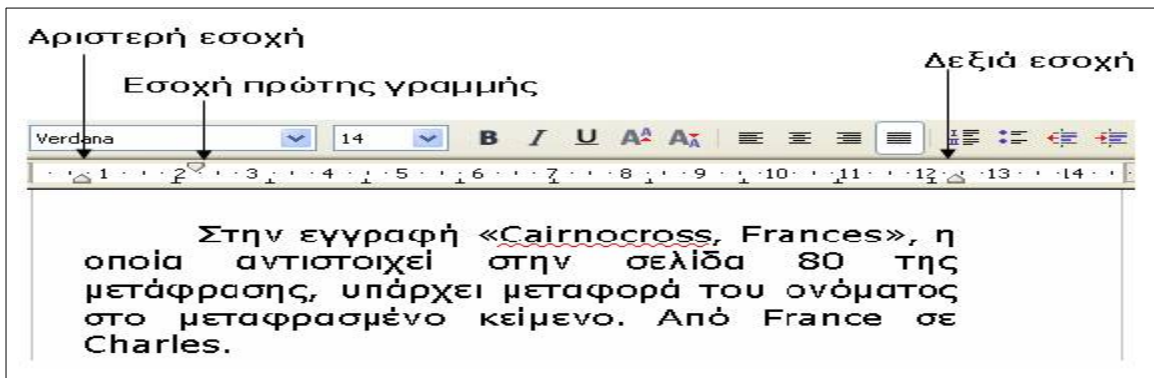 Αριστερή εσοχή
Δεξιά εσοχή
Εσοχή πρώτης γραμμής
Verdana 14 B I U A A
1 2 3 4 5 6 7 8 9 10 11 12 13 14
Στην εγγραφή «Cairnocross, Frances», η
οποία αντιστοιχεί στην σελίδα 80 της
μετάφρασης, υπάρχει μεταφορά του ονόματος
στο μεταφρασμένο κείμενο. Από France σε
Charles.